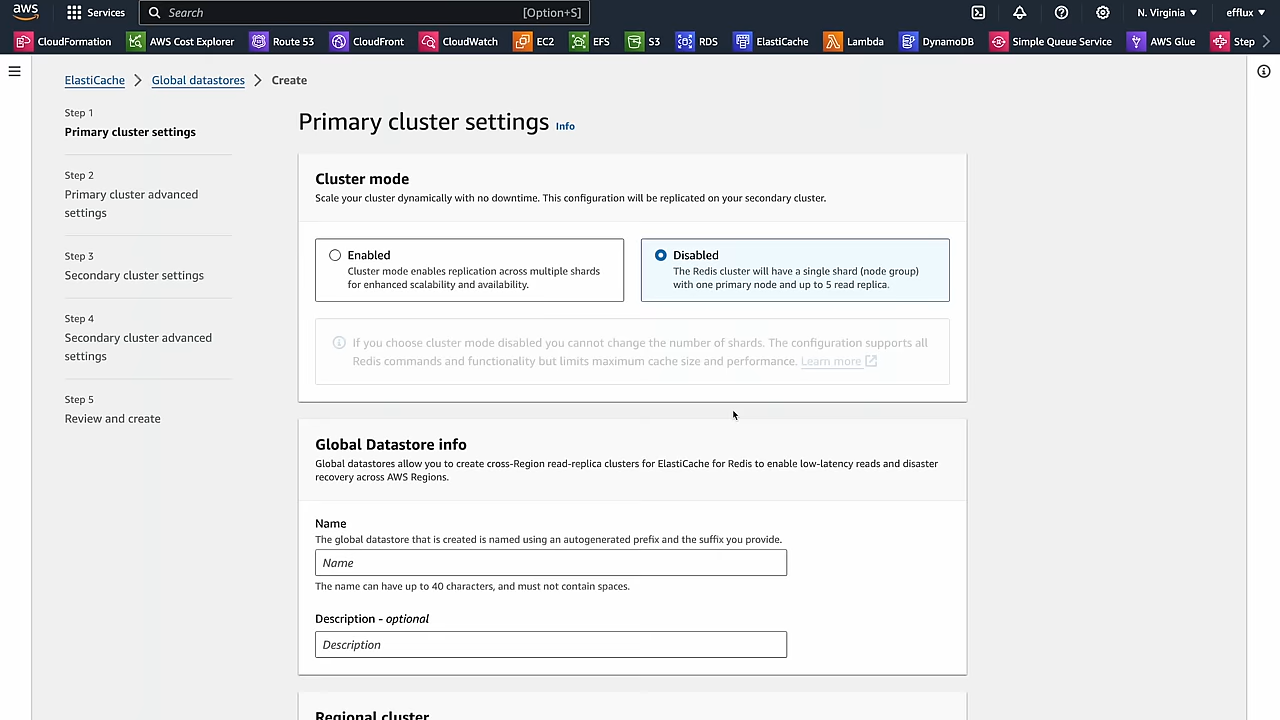 aws
Services
Search
[Option+S]
N. Virginia
efflux
CloudFormation
AWS Cost Explorer
Route 53
CloudFront
CloudWatch
EC2
EFS
S3
RDS
ElastiCache
Lambda
DynamoDB
Simple Queue Service
AWS Glue
Step
ElastiCache
Global datastores
Create
Step 1
Primary cluster settings
Step 2
Primary cluster advanced
settings
Step 3
Secondary cluster settings
Step 4
Secondary cluster advanced
settings
Step 5
Review and create
Primary cluster settings Info
Cluster mode
Scale your cluster dynamically with no downtime. This configuration will be replicated on your secondary cluster.
Enabled
Cluster mode enables replication across multiple shards
for enhanced scalability and availability.
Disabled
The Redis cluster will have a single shard (node group)
with one primary node and up to 5 read replica.
If you choose cluster mode disabled you cannot change the number of shards. The configuration supports all
Redis commands and functionality but limits maximum cache size and performance. Learn more
Global Datastore info
Global datastores allow you to create cross-Region read-replica clusters for ElastiCache for Redis to enable low-latency reads and disaster
recovery across AWS Regions.
Name
The global datastore that is created is named using an autogenerated prefix and the suffix you provide.
Name
The name can have up to 40 characters, and must not contain spaces.
Description - optional
Description
Regional cluster